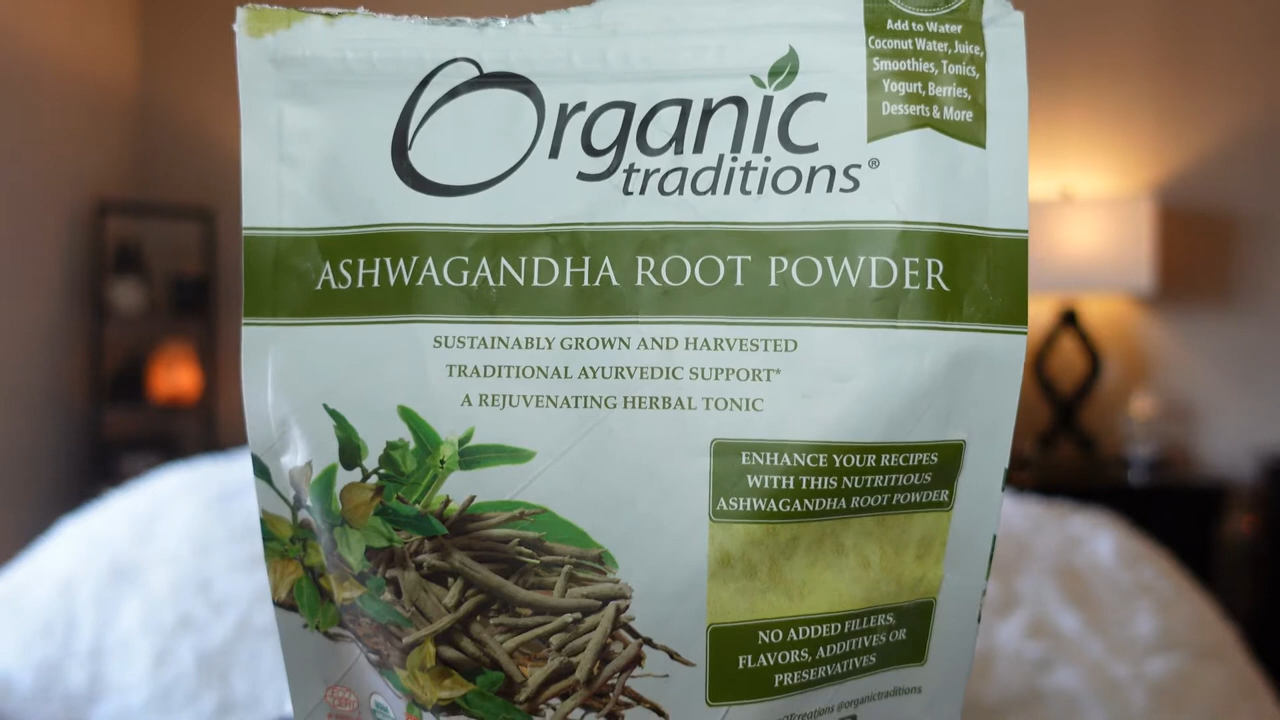 Organic
traditions®
Add to Water
Coconut Water, Juice,
Smoothies, Tonics,
Yogurt, Berries,
Desserts & More
ASHWAGANDHA ROOT POWDER
SUSTAINABLY GROWN AND HARVESTED
TRADITIONAL AYURVEDIC SUPPORT*
A REJUVENATING HERBAL TONIC
ENHANCE YOUR RECIPES
WITH THIS NUTRITIOUS
ASHWAGANDHA ROOT POWDER
NO ADDED FILLERS,
FLAVORS, ADDITIVES OR
PRESERVATIVES
@organictraditions